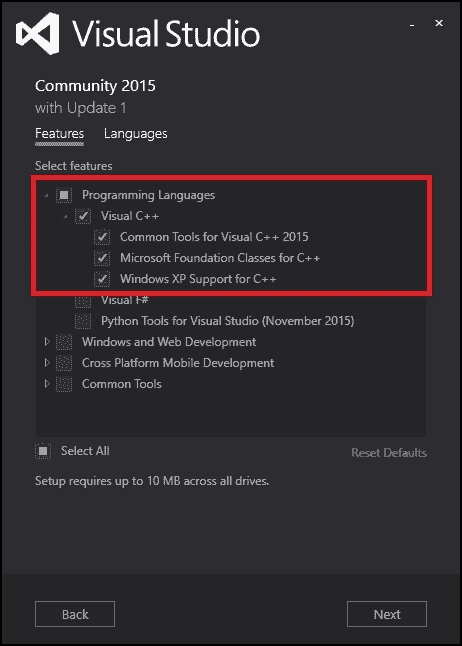 Visual Studio
Community 2015
with Update 1
Features Languages
Select features
Programming Languages
Visual C++
Common Tools for Visual C++ 2015
Microsoft Foundation Classes for C++
Windows XP Support for C++
Visual F#
Python Tools for Visual Studio (November 2015)
Windows and Web Development
Cross Platform Mobile Development
Common Tools
Select All Reset Defaults
Setup requires up to 10 MB across all drives.
Back Next